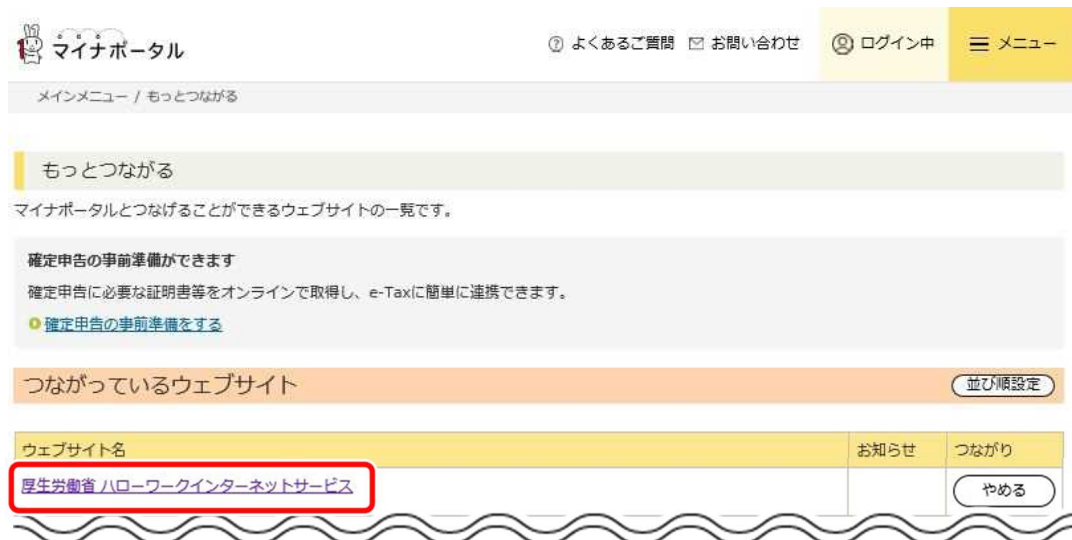 マイナポータル
よくあるご質問 お問い合わせ ログイン中 メニュー
メインメニュー / もっとつながる
もっとつながる
マイナポータルとつなげることができるウェブサイトの一覧です。
確定申告の事前準備ができます
確定申告に必要な証明書等をオンラインで取得し、e-Taxに簡単に連携できます。
確定申告の事前準備をする
つながっているウェブサイト 並び順設定
ウェブサイト名 お知らせ つながり
厚生労働省 ハローワークインターネットサービス やめる